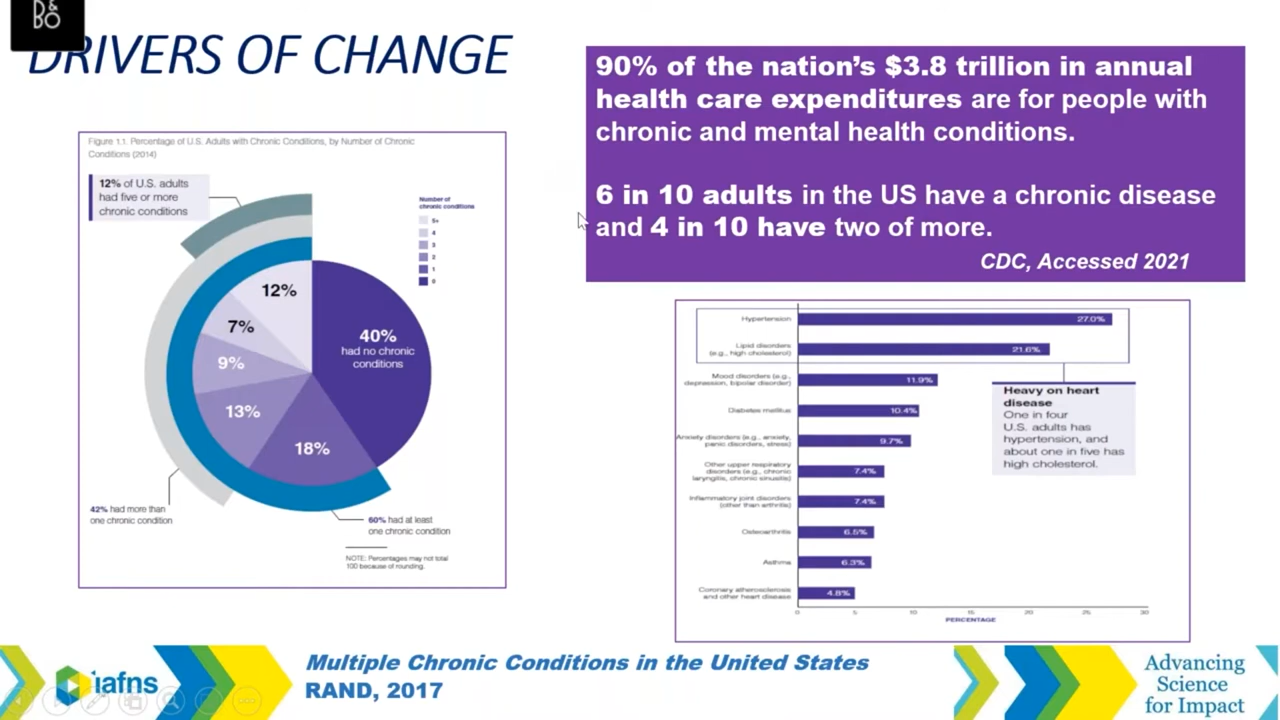 B&
BO
DRIVERS OF CHANGE
90% of the nation's $3.8 trillion in annual
health care expenditures are for people with
chronic and mental health conditions.
6 in 10 adults in the US have a chronic disease
and 4 in 10 have two of more.
CDC, Accessed 2021
Figure 1.1. Percentage of U.S. Adults with Chronic Conditions, by Number of Chronic
Conditions (2014)
12% of U.S. adults
had five or more
chronic conditions
Number of
chronic conditions
5+
4
3
2
1
0
12%
7%
9%
13%
18%
40%
had no chronic
conditions
42% had more than
one chronic condition
60% had at least
one chronic condition
NOTE: Percentages may not total
100 because of rounding.
Hypertension
27.0%
Lipid disorders
(e.g., high cholesterol)
21.6%
Mood disorders (e.g.,
depression, bipolar disorder)
11.9%
Diabetes mellitus
10.4%
Anxiety disorders (e.g., anxiety,
panic disorders, stress)
9.7%
Other upper respiratory
disorders (e.g., chronic
laryngitis, chronic sinusitis)
7.4%
Inflammatory joint disorders
(other than arthritis)
7.4%
Osteoarthritis
6.5%
Asthma
6.3%
Coronary atherosclerosis
and other heart disease
4.8%
0 5 10 15 20 25 30
PERCENTAGE
Heavy on heart
disease
One in four
U.S. adults has
hypertension, and
about one in five has
high cholesterol.
iafns
Multiple Chronic Conditions in the United States
RAND, 2017
Advancing
Science
for Impact